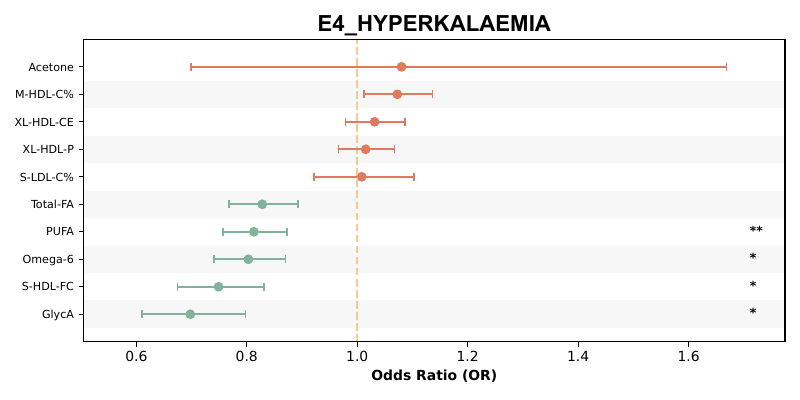 E4_HYPERKALAEMIA
Acetone
M-HDL-C%
XL-HDL-CE
XL-HDL-P
S-LDL-C%
Total-FA
PUFA **
Omega-6 *
S-HDL-FC *
GlycA *
0.6 0.8 1.0 1.2 1.4 1.6
Odds Ratio (OR)